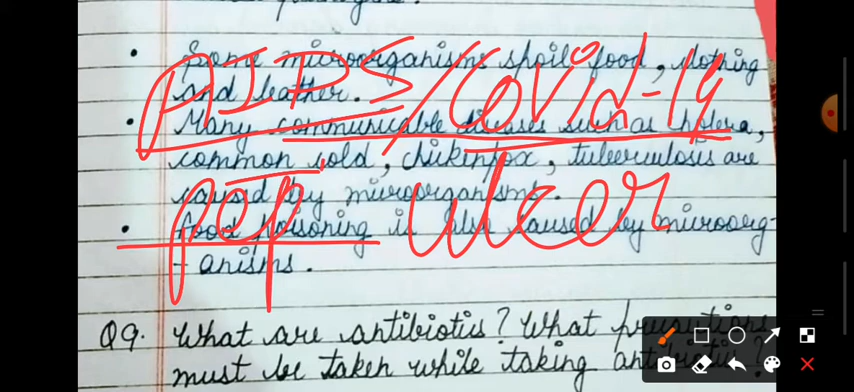 • Some microorganisms spoil food, clothing
and leather.
• Many communicable diseases such as cholera,
common cold, chickenpox, tuberculosis are
caused by microorganisms.
• Food poisoning is also caused by microorg-
-anisms.
/Covid-19
pep. ulcer
Q9. What are antibiotics? What precautions
must be taken while taking antibiotics?